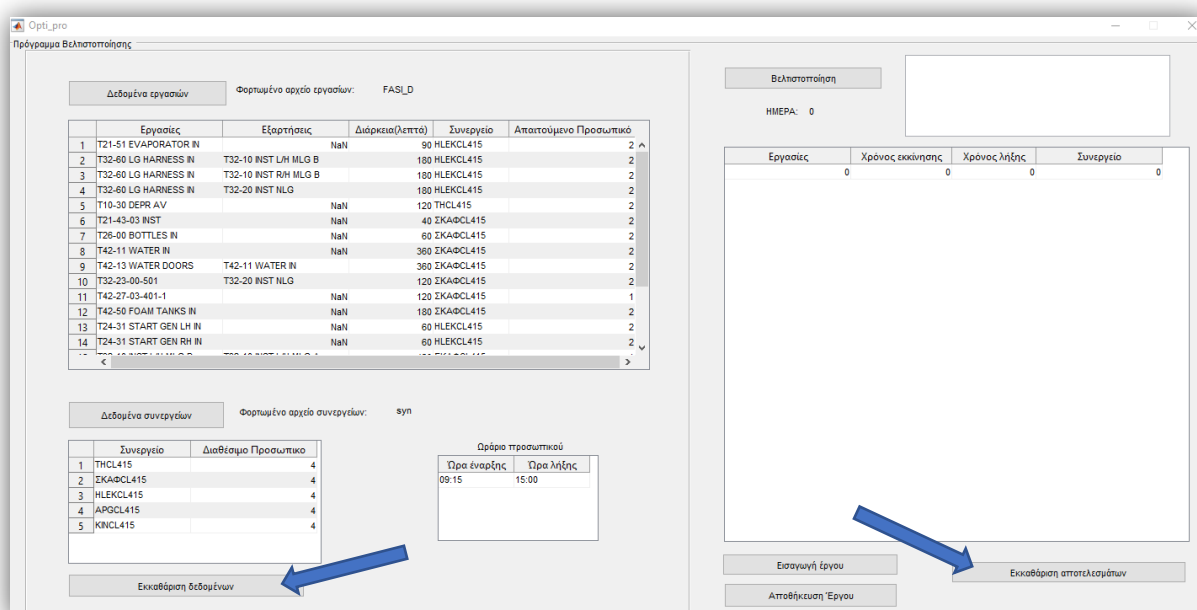 Opti_pro
Πρόγραμμα Βελτιστοποίησης
Δεδομένα εργασιών Φορτωμένο αρχείο εργασιών: FASI_D
Εργασίες Εξαρτήσεις Διάρκεια(λεπτά) Συνεργείο Απαιτούμενο Προσωπικό
1 T21-51 EVAPORATOR IN NaN 90 HLEKCL415 2
2 T32-60 LG HARNESS IN T32-10 INST L/H MLG B 180 HLEKCL415 2
3 T32-60 LG HARNESS IN T32-10 INST R/H MLG B 180 HLEKCL415 2
4 T32-60 LG HARNESS IN T32-20 INST NLG 180 HLEKCL415 2
5 T10-30 DEPR AV NaN 120 THCL415 2
6 T21-43-03 INST NaN 40 ΣΚΑΦCL415 2
7 T26-00 BOTTLES IN NaN 60 ΣΚΑΦCL415 2
8 T42-11 WATER IN NaN 360 ΣΚΑΦCL415 2
9 T42-13 WATER DOORS T42-11 WATER IN 360 ΣΚΑΦCL415 2
10 T32-23-00-501 T32-20 INST NLG 120 ΣΚΑΦCL415 2
11 T42-27-03-401-1 NaN 120 ΣΚΑΦCL415 1
12 T42-50 FOAM TANKS IN NaN 180 ΣΚΑΦCL415 2
13 T24-31 START GEN LH IN NaN 60 HLEKCL415 2
14 T24-31 START GEN RH IN NaN 60 HLEKCL415 2
Δεδομένα συνεργείων Φορτωμένο αρχείο συνεργείων: syn
Συνεργείο Διαθέσιμο Προσωπικο
1 THCL415 4
2 ΣΚΑΦCL415 4
3 HLEKCL415 4
4 APGCL415 4
5 KINCL415 4
Ωράριο προσωπικού
Ώρα έναρξης Ώρα λήξης
09:15 15:00
Εκκαθάριση δεδομένων
Βελτιστοποίηση
ΗΜΕΡΑ: 0
Εργασίες Χρόνος εκκίνησης Χρόνος λήξης Συνεργείο
0 0 0 0
Εισαγωγή έργου
Εκκαθάριση αποτελεσμάτων
Αποθήκευση Έργου